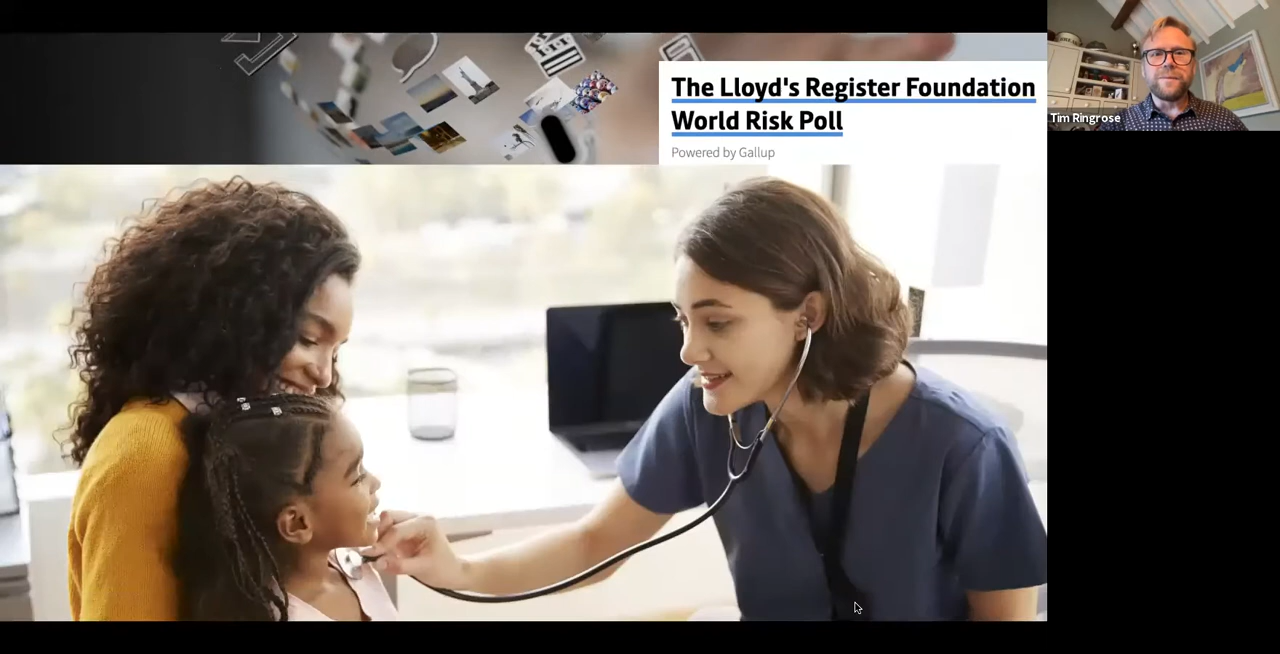 The Lloyd's Register Foundation
World Risk Poll
Powered by Gallup
Tim Ringrose